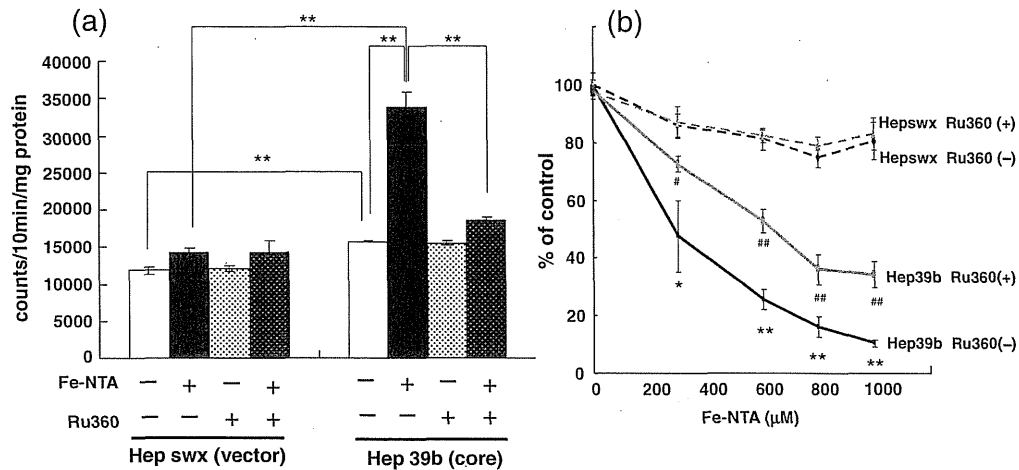 (a)
**
**
**
**
40000
35000
30000
25000
20000
15000
10000
5000
0
counts/10min/mg protein
Fe-NTA − + − + − + − +
Ru360 − − + + − − + +
Hep swx (vector) Hep 39b (core)
(b)
100
80
60
40
20
0
% of control
Hepswx Ru360 (+)
Hepswx Ru360 (−)
#
##
##
##
Hep39b Ru360(+)
*
**
**
**
Hep39b Ru360(−)
0 200 400 600 800 1000
Fe-NTA (μM)